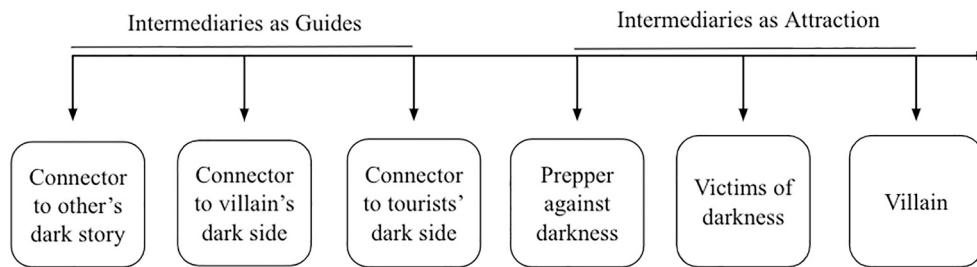 Intermediaries as Guides
Intermediaries as Attraction
Connector
to other's
dark story
Connector
to villain's
dark side
Connector
to tourists'
dark side
Prepper
against
darkness
Victims of
darkness
Villain